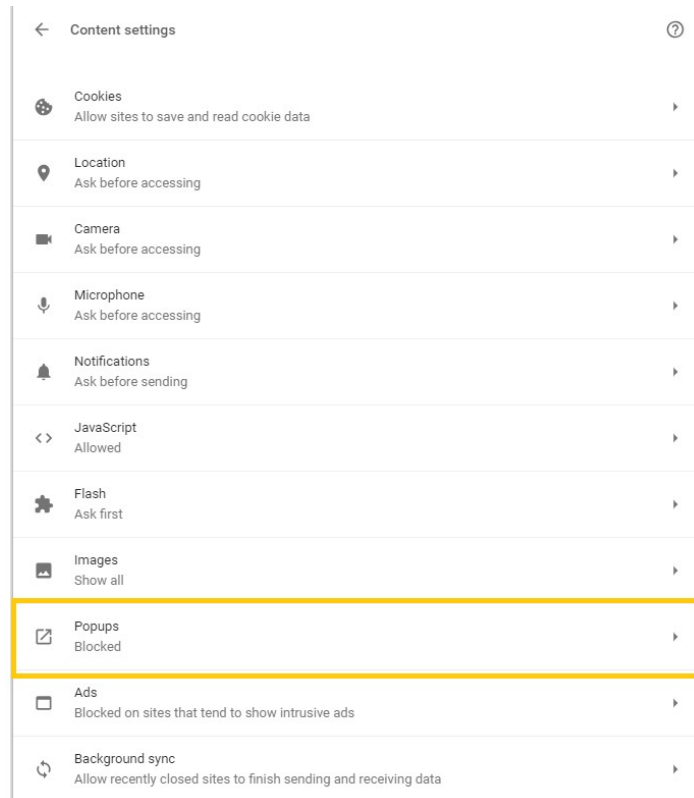 Content settings
Cookies
Allow sites to save and read cookie data
Location
Ask before accessing
Camera
Ask before accessing
Microphone
Ask before accessing
Notifications
Ask before sending
JavaScript
Allowed
Flash
Ask first
Images
Show all
Popups
Blocked
Ads
Blocked on sites that tend to show intrusive ads
Background sync
Allow recently closed sites to finish sending and receiving data